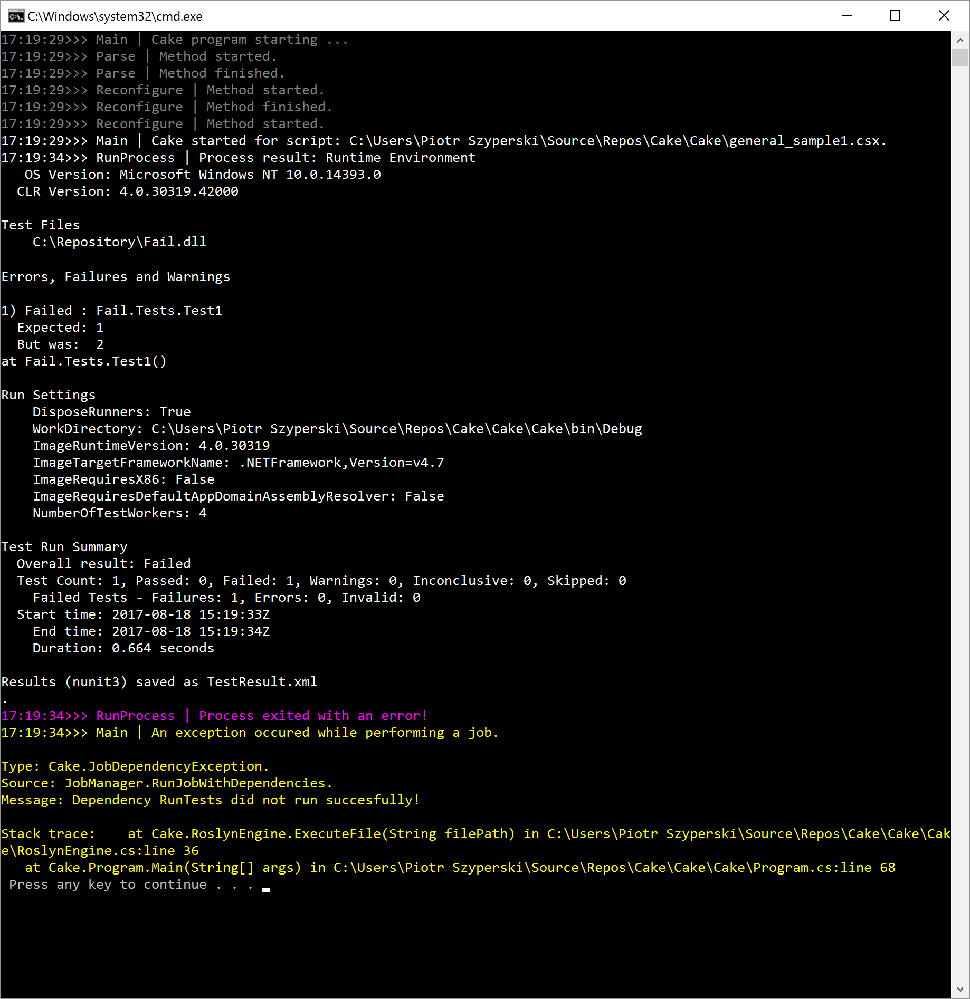 C:\Windows\system32\cmd.exe
17:19:29>>> Main | Cake program starting ...
17:19:29>>> Parse | Method started.
17:19:29>>> Parse | Method finished.
17:19:29>>> Reconfigure | Method started.
17:19:29>>> Reconfigure | Method finished.
17:19:29>>> Reconfigure | Method started.
17:19:29>>> Main | Cake started for script: C:\Users\Piotr Szyperski\Source\Repos\Cake\Cake\general_sample1.csx.
17:19:34>>> RunProcess | Process result: Runtime Environment
   OS Version: Microsoft Windows NT 10.0.14393.0
  CLR Version: 4.0.30319.42000

Test Files
    C:\Repository\Fail.dll

Errors, Failures and Warnings

1) Failed : Fail.Tests.Test1
  Expected: 1
  But was:  2
at Fail.Tests.Test1()

Run Settings
    DisposeRunners: True
    WorkDirectory: C:\Users\Piotr Szyperski\Source\Repos\Cake\Cake\Cake\bin\Debug
    ImageRuntimeVersion: 4.0.30319
    ImageTargetFrameworkName: .NETFramework,Version=v4.7
    ImageRequiresX86: False
    ImageRequiresDefaultAppDomainAssemblyResolver: False
    NumberOfTestWorkers: 4

Test Run Summary
  Overall result: Failed
  Test Count: 1, Passed: 0, Failed: 1, Warnings: 0, Inconclusive: 0, Skipped: 0
    Failed Tests - Failures: 1, Errors: 0, Invalid: 0
  Start time: 2017-08-18 15:19:33Z
    End time: 2017-08-18 15:19:34Z
    Duration: 0.664 seconds

Results (nunit3) saved as TestResult.xml
.
17:19:34>>> RunProcess | Process exited with an error!
17:19:34>>> Main | An exception occured while performing a job.

Type: Cake.JobDependencyException.
Source: JobManager.RunJobWithDependencies.
Message: Dependency RunTests did not run succesfully!

Stack trace:    at Cake.RoslynEngine.ExecuteFile(String filePath) in C:\Users\Piotr Szyperski\Source\Repos\Cake\Cake\Cak
e\RoslynEngine.cs:line 36
   at Cake.Program.Main(String[] args) in C:\Users\Piotr Szyperski\Source\Repos\Cake\Cake\Cake\Program.cs:line 68
 Press any key to continue . . .